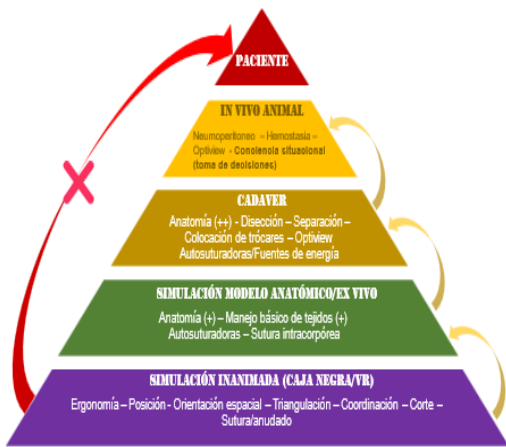 PACIENTE
IN VIVO ANIMAL
Neumoperitoneo – Hemostasia –
Optiview - Conciencia situacional
(toma de decisiones)
CADAVER
Anatomía (++) - Disección – Separación –
Colocación de trócares – Optiview
Autosuturadoras/Fuentes de energía
SIMULACIÓN MODELO ANATÓMICO/EX VIVO
Anatomía (+) – Manejo básico de tejidos (+)
Autosuturadoras – Sutura intracorpórea
SIMULACIÓN INANIMADA (CAJA NEGRA/VR)
Ergonomía – Posición - Orientación espacial – Triangulación – Coordinación – Corte –
Sutura/anudado